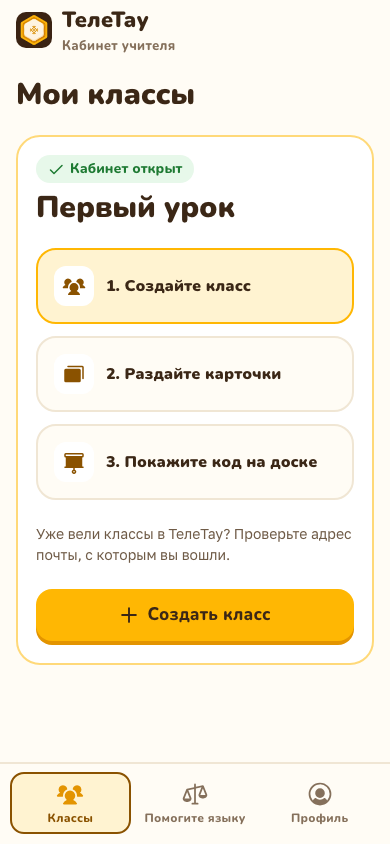 ТелеТау
Кабинет учителя
Мои классы
Кабинет открыт
Первый урок
1. Создайте класс
2. Раздайте карточки
3. Покажите код на доске
Уже вели классы в ТелеТау? Проверьте адрес
почты, с которым вы вошли.
Создать класс
Классы
Помогите языку
Профиль